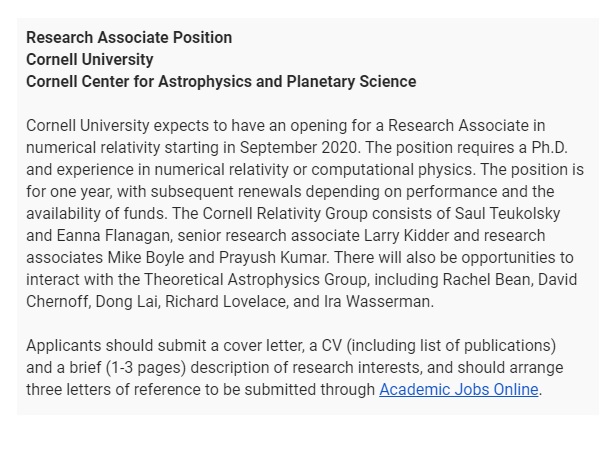 Research Associate Position
Cornell University
Cornell Center for Astrophysics and Planetary Science
Cornell University expects to have an opening for a Research Associate in
numerical relativity starting in September 2020. The position requires a Ph.D.
and experience in numerical relativity or computational physics. The position is
for one year, with subsequent renewals depending on performance and the
availability of funds. The Cornell Relativity Group consists of Saul Teukolsky
and Eanna Flanagan, senior research associate Larry Kidder and research
associates Mike Boyle and Prayush Kumar. There will also be opportunities to
interact with the Theoretical Astrophysics Group, including Rachel Bean, David
Chernoff, Dong Lai, Richard Lovelace, and Ira Wasserman.
Applicants should submit a cover letter, a CV (including list of publications)
and a brief (1-3 pages) description of research interests, and should arrange
three letters of reference to be submitted through Academic Jobs Online.